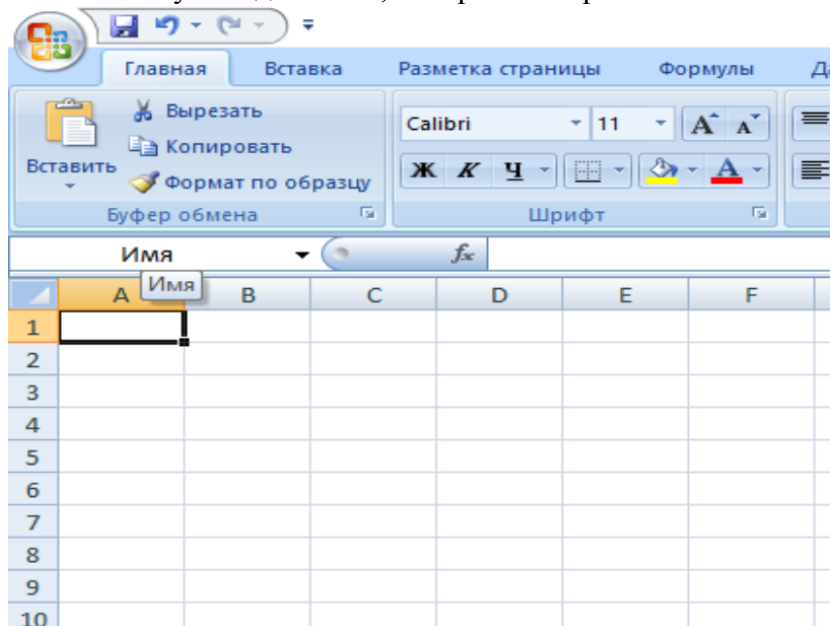 Главная Вставка Разметка страницы Формулы
Вырезать
Копировать
Вставить
Формат по образцу
Calibri 11 A A
Ж К Ч A
Буфер обмена Шрифт
Имя fx
Имя
A B C D E F
1
2
3
4
5
6
7
8
9
10